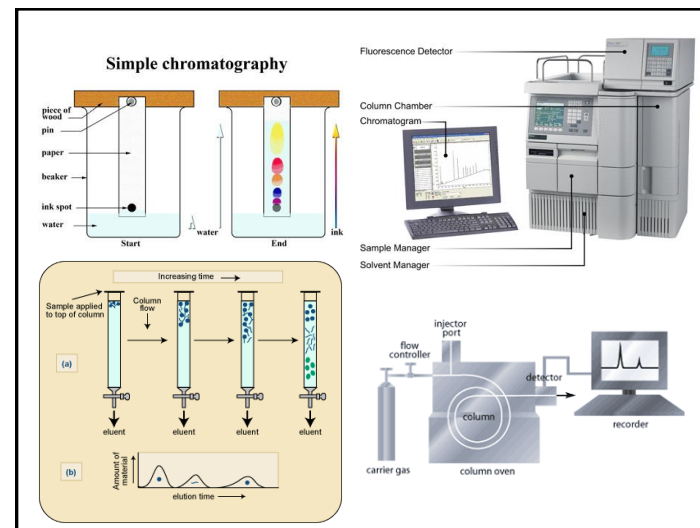 Simple chromatography
piece of
wood
pin
paper
beaker
ink spot
water
Start
water
End
ink
Fluorescence Detector
Column Chamber
Chromatogram
Sample Manager
Solvent Manager
Increasing time
Sample applied
to top of column
Column
flow
(a)
eluent
eluent
eluent
eluent
(b)
Amount of
material
elution time
injector
port
flow
controller
detector
column
recorder
carrier gas
column oven